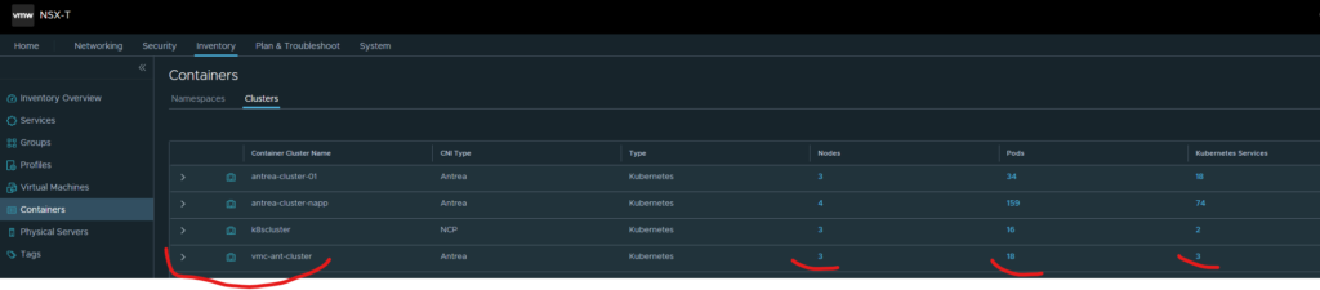 vmw NSX-T
Home Networking Security Inventory Plan & Troubleshoot System
Containers
Namespaces Clusters
Inventory Overview
Services
Groups
Profiles
Virtual Machines
Containers
Physical Servers
Tags
Container Cluster Name CNI Type Type Nodes Pods Kubernetes Services
antrea-cluster-01 Antrea Kubernetes 3 34 18
antrea-cluster-napp Antrea Kubernetes 4 159 74
k8scluster NCP Kubernetes 3 16 2
vmc-ant-cluster Antrea Kubernetes 3 18 3